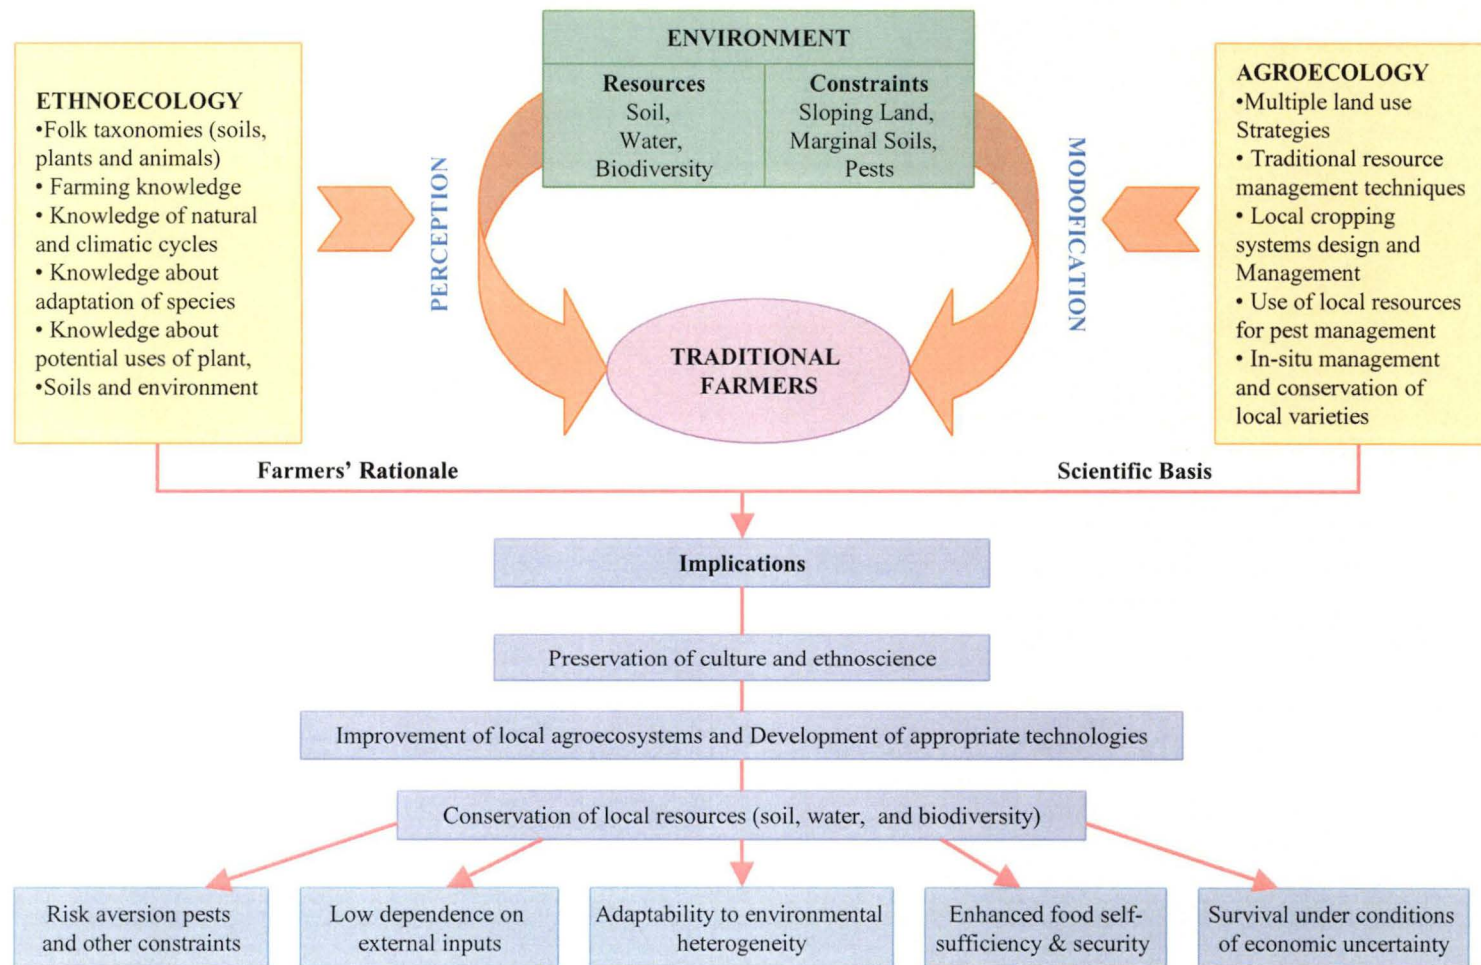 ENVIRONMENT
Resources
Soil,
Water,
Biodiversity
Constraints
Sloping Land,
Marginal Soils,
Pests
ETHNOECOLOGY
•Folk taxonomies (soils,
plants and animals)
• Farming knowledge
• Knowledge of natural
and climatic cycles
• Knowledge about
adaptation of species
• Knowledge about
potential uses of plant,
•Soils and environment
PERCEPTION
TRADITIONAL
FARMERS
MODOFICATION
AGROECOLOGY
•Multiple land use
Strategies
• Traditional resource
management techniques
• Local cropping
systems design and
Management
• Use of local resources
for pest management
• In-situ management
and conservation of
local varieties
Farmers' Rationale
Scientific Basis
Implications
Preservation of culture and ethnoscience
Improvement of local agroecosystems and Development of appropriate technologies
Conservation of local resources (soil, water, and biodiversity)
Risk aversion pests
and other constraints
Low dependence on
external inputs
Adaptability to environmental
heterogeneity
Enhanced food self-
sufficiency & security
Survival under conditions
of economic uncertainty